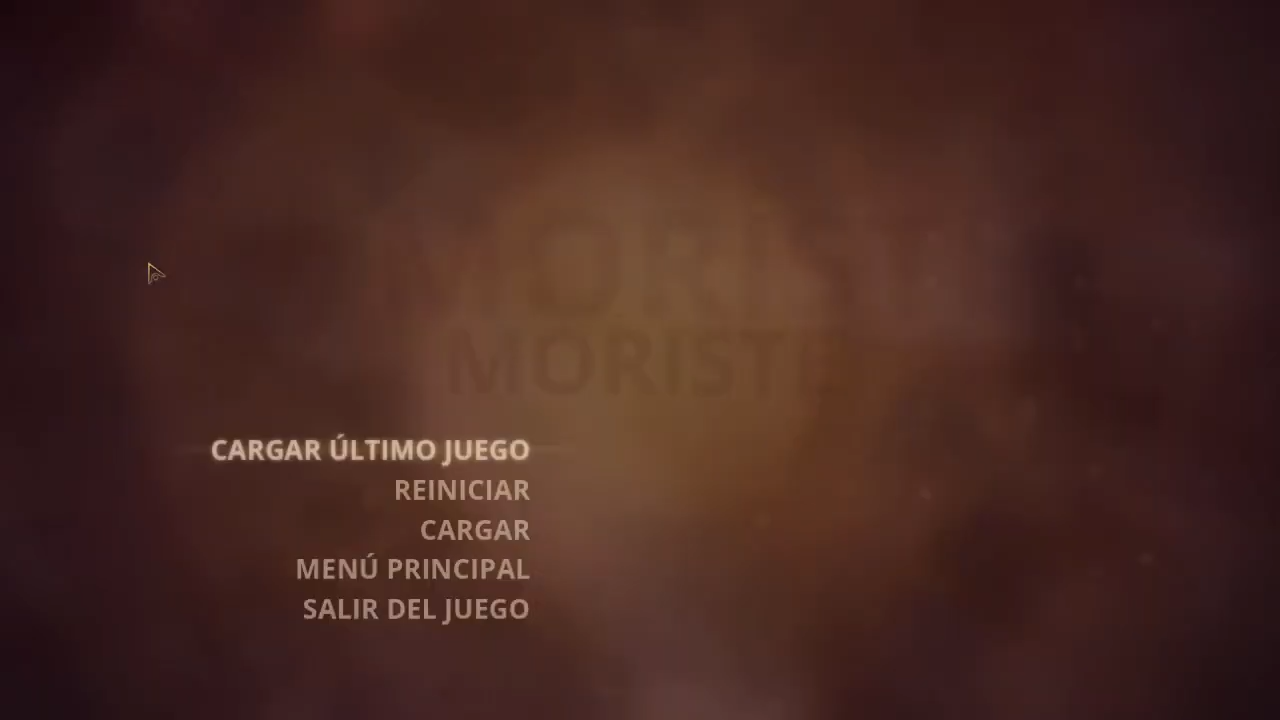 MORISTE
CARGAR ÚLTIMO JUEGO
REINICIAR
CARGAR
MENÚ PRINCIPAL
SALIR DEL JUEGO